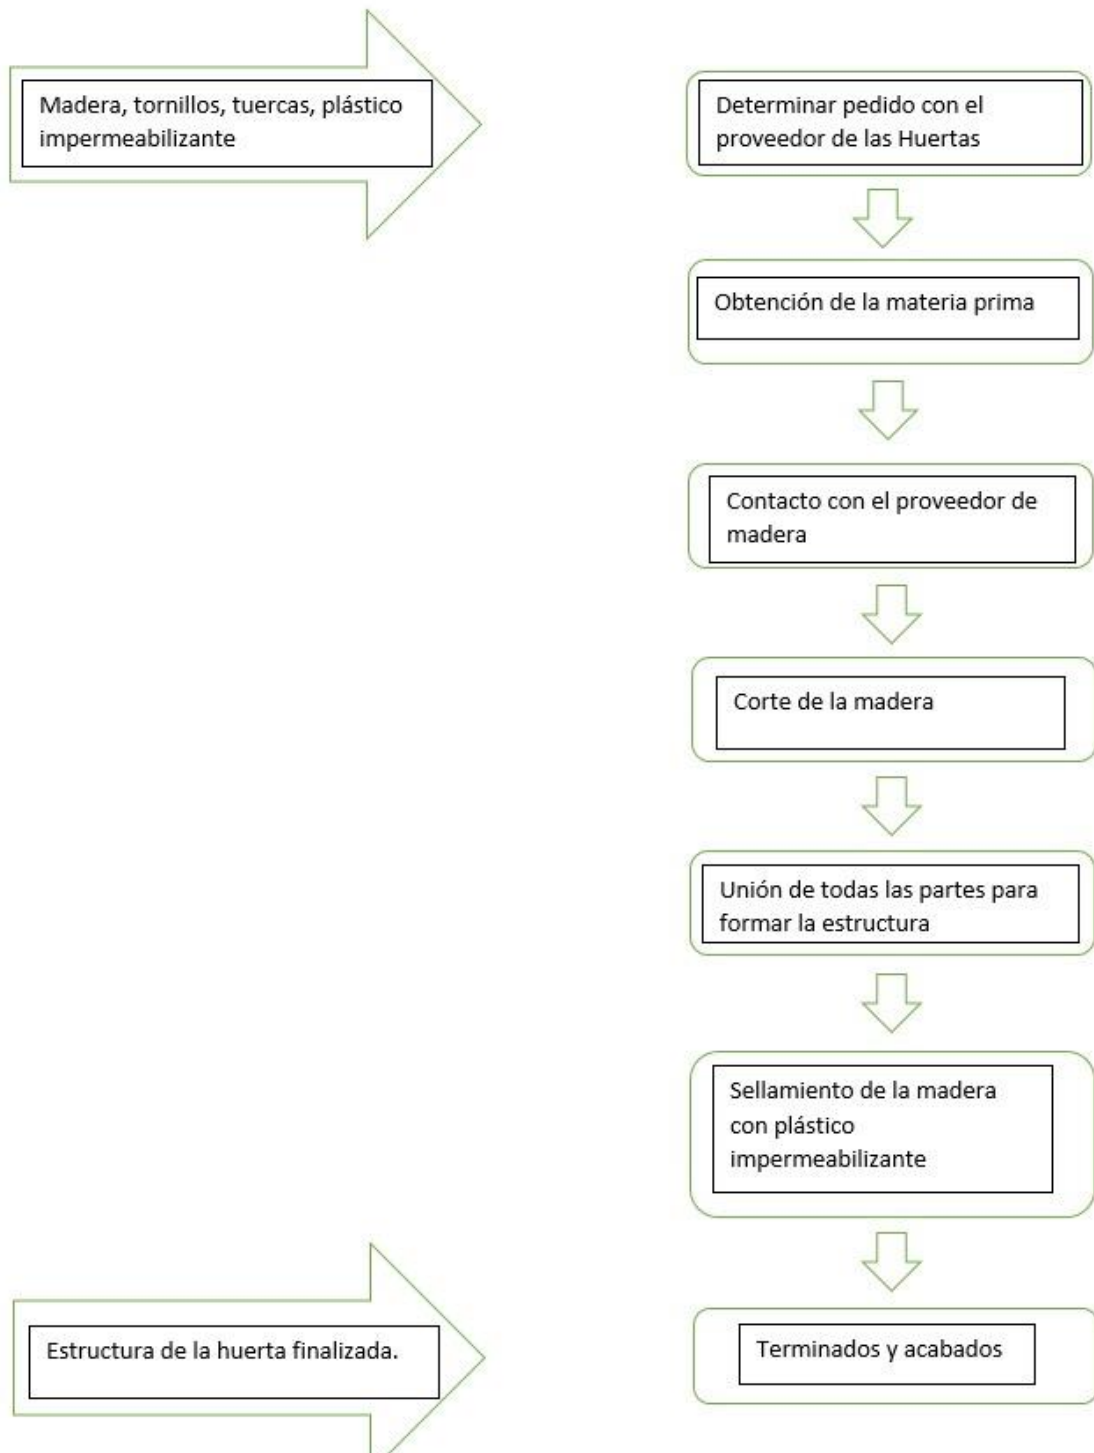 Madera, tornillos, tuercas, plástico
impermeabilizante
Determinar pedido con el
proveedor de las Huertas
Obtención de la materia prima
Contacto con el proveedor de
madera
Corte de la madera
Unión de todas las partes para
formar la estructura
Sellamiento de la madera
con plástico
impermeabilizante
Estructura de la huerta finalizada.
Terminados y acabados